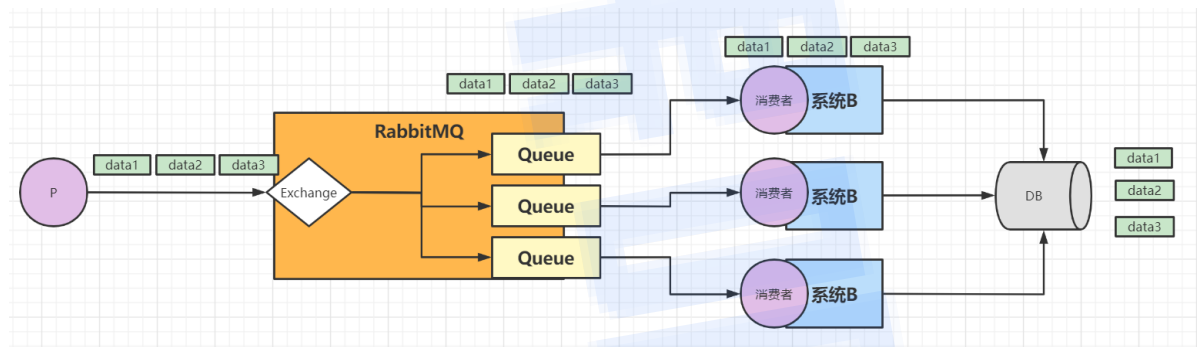 data1 data2 data3
data1 data2 data3
消费者 系统B
RabbitMQ
Queue
data1 data2 data3
P
Exchange
Queue
消费者 系统B
DB
data1
data2
data3
Queue
消费者 系统B